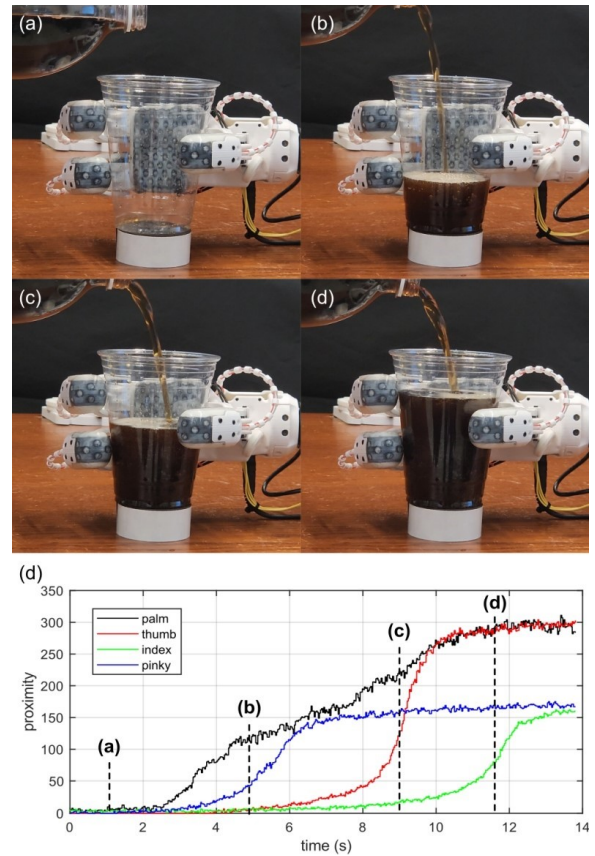 (a)
(b)
(c)
(d)
(d)
350
300
250
200
150
100
50
0
proximity
palm
thumb
index
pinky
(a)
(b)
(c)
(d)
0
2
4
6
8
10
12
14
time (s)